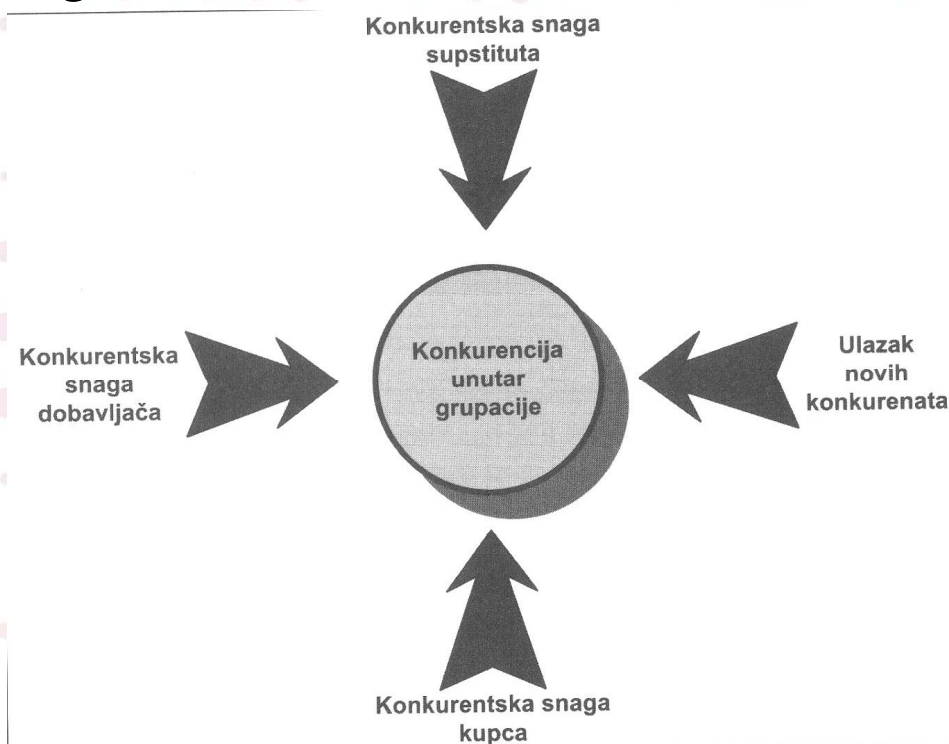 Konkurentska snaga
supstituta
Konkurentska
snaga
dobavljača
Konkurencija
unutar
grupacije
Ulazak
novih
konkurenata
Konkurentska snaga
kupca